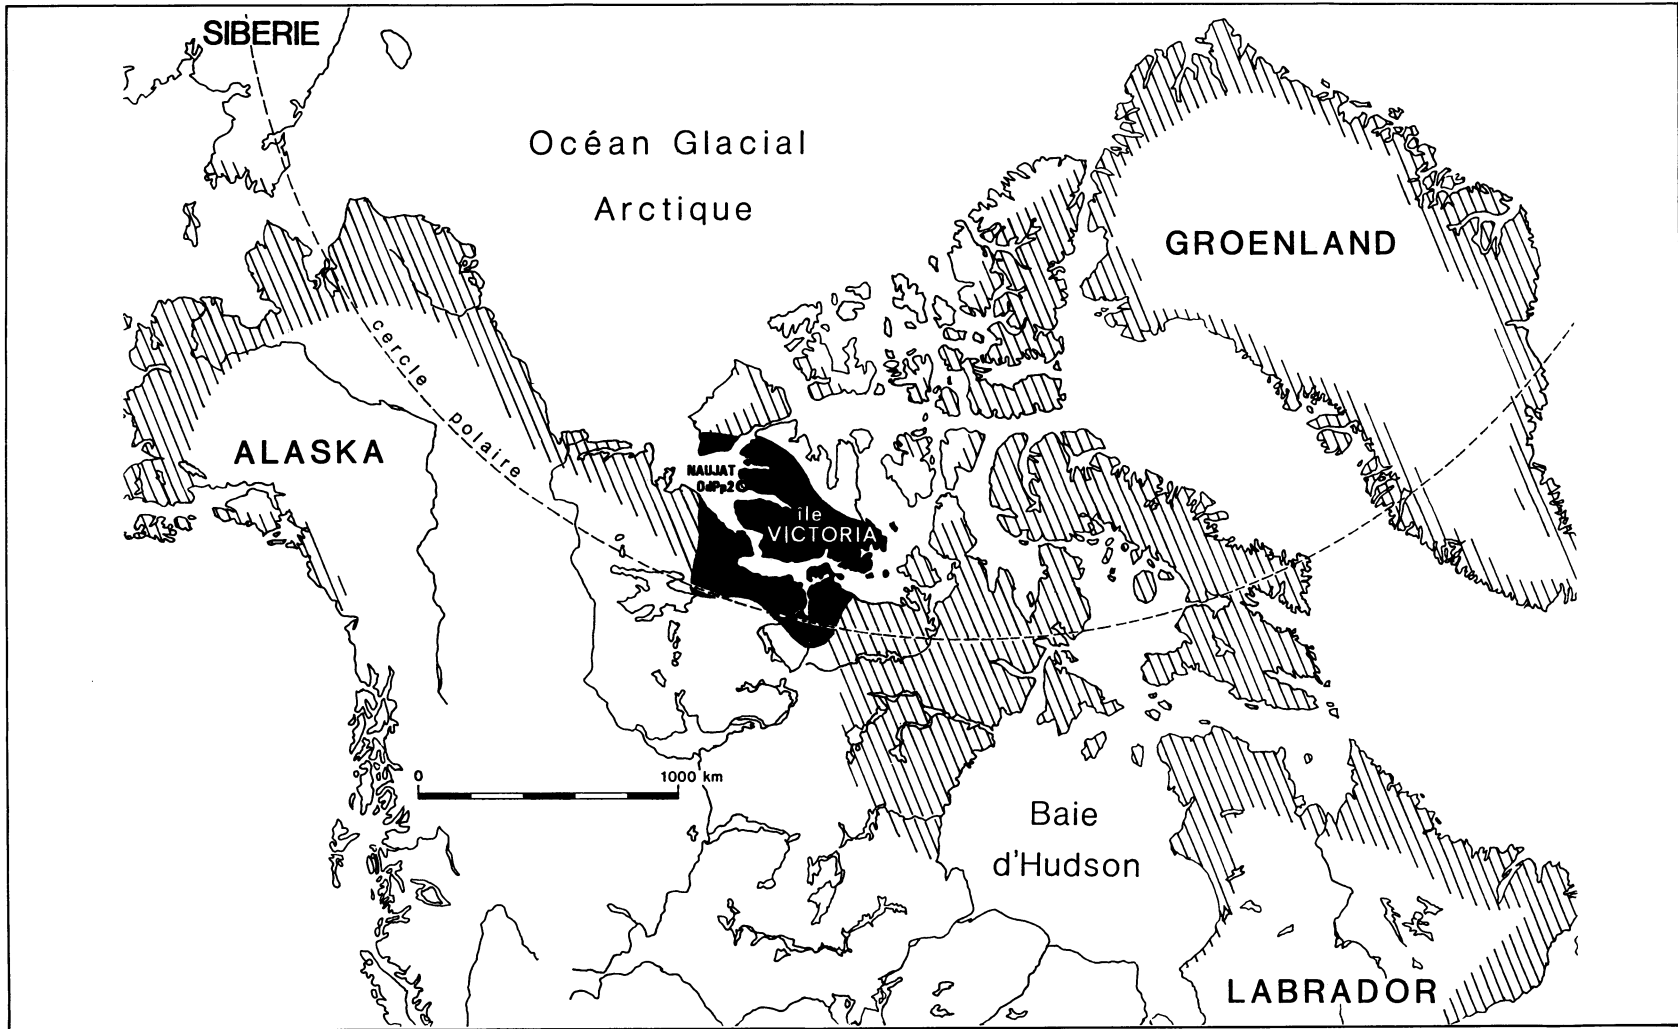 SIBERIE
Océan Glacial
Arctique
GROENLAND
cercle polaire
ALASKA
NAUJAT
OdPp2
île
VICTORIA
0 1000 km
Baie
d'Hudson
LABRADOR